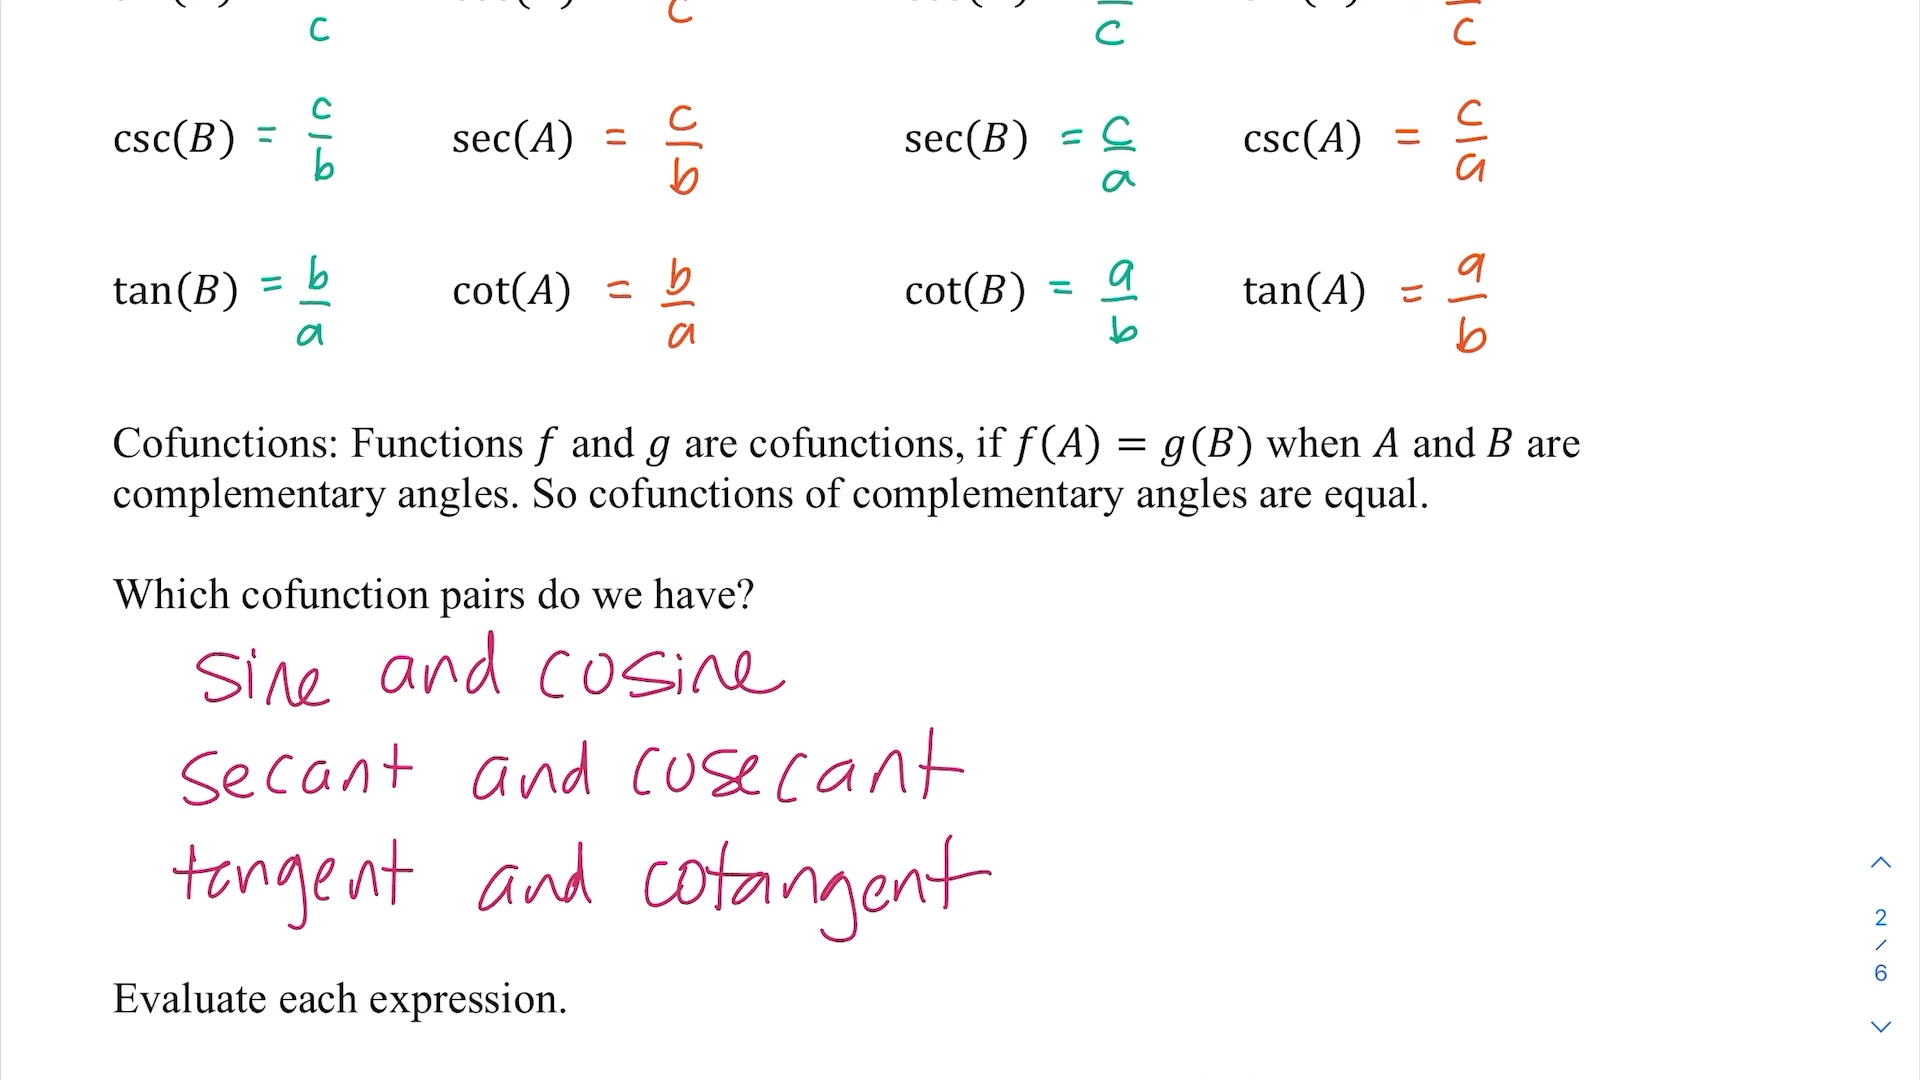 c c c c
csc(B) = c/b sec(A) = c/b sec(B) = c/a csc(A) = c/a
tan(B) = b/a cot(A) = b/a cot(B) = a/b tan(A) = a/b
Cofunctions: Functions f and g are cofunctions, if f(A) = g(B) when A and B are
complementary angles. So cofunctions of complementary angles are equal.
Which cofunction pairs do we have?
sine and cosine
secant and cosecant
tangent and cotangent
Evaluate each expression.
2
/
6